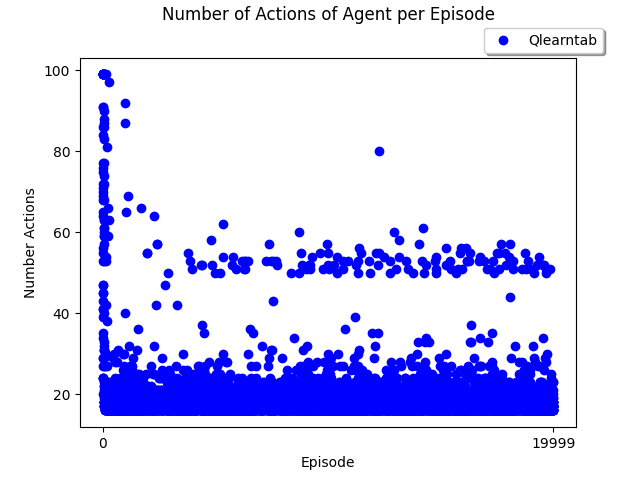 Number of Actions of Agent per Episode
Qlearntab
100
80
60
40
20
Number Actions
0
19999
Episode